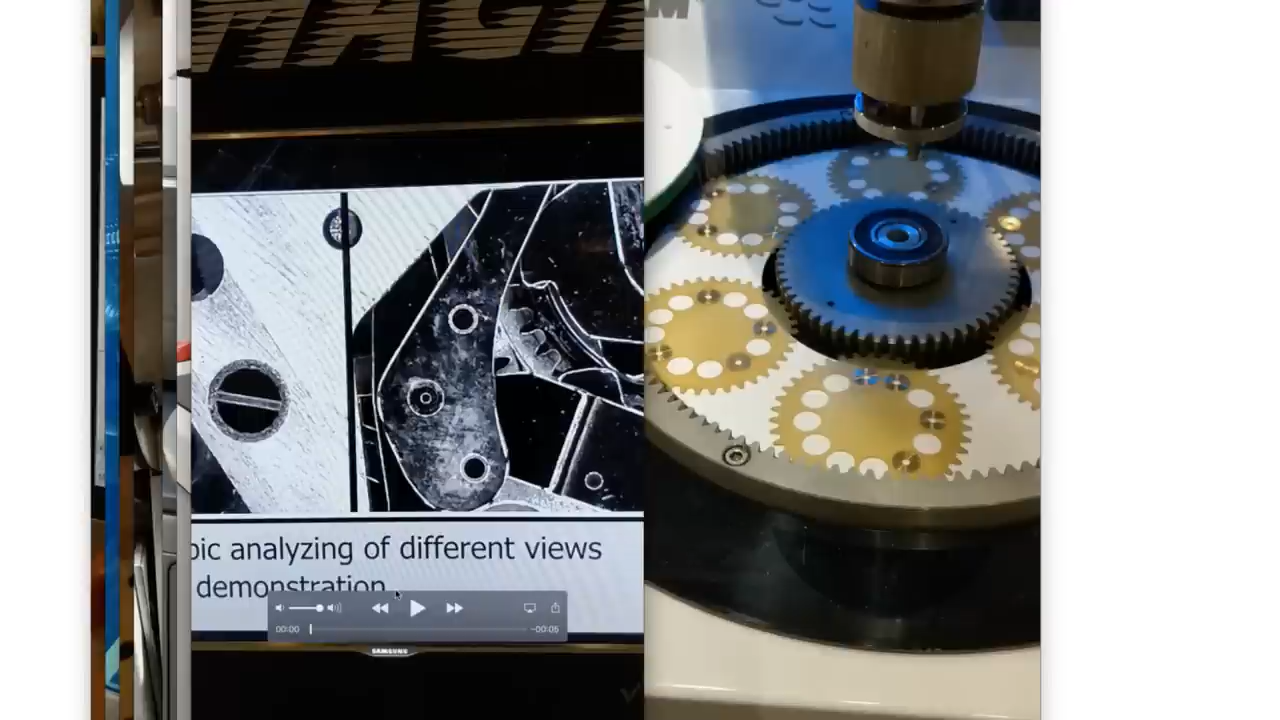 pic analyzing of different views
demonstration
00:00
-00:05
SAMSUNG